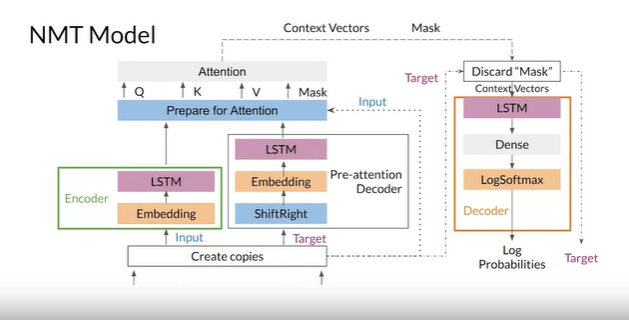 NMT Model
Context Vectors Mask
Attention
Q K V Mask
Prepare for Attention
Input
Target
Discard "Mask"
Context Vectors
LSTM
Dense
LogSoftmax
Decoder
Log
Probabilities
Target
LSTM
Embedding
ShiftRight
Pre-attention
Decoder
Encoder
LSTM
Embedding
Input
Target
Create copies